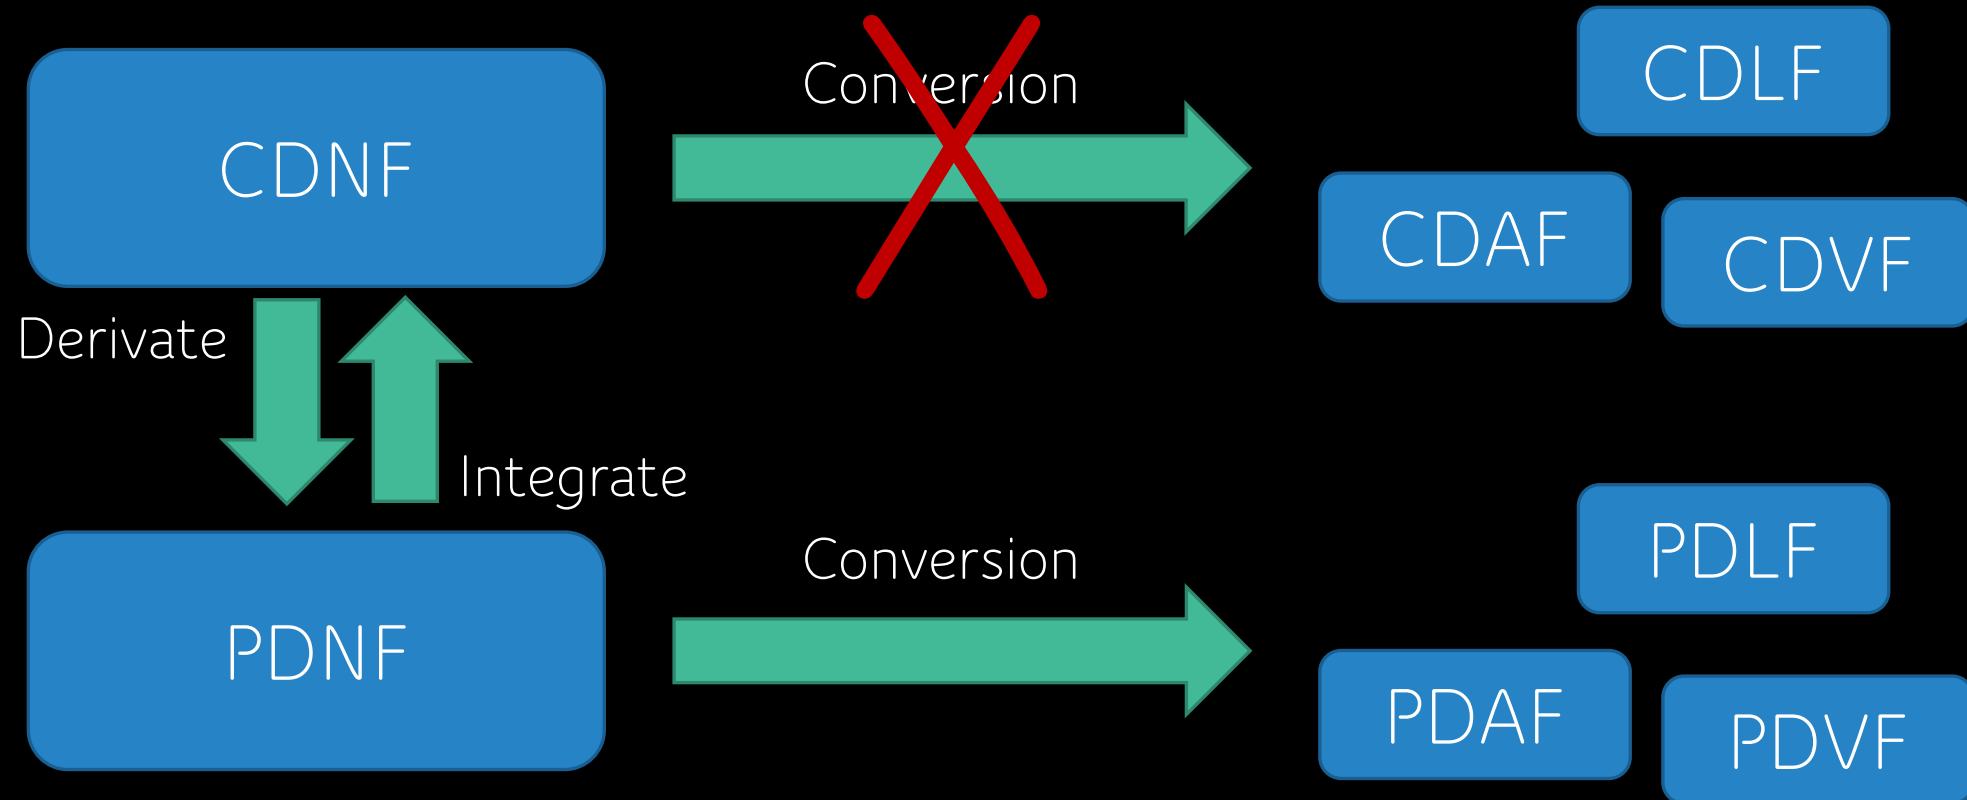 CDNF
Conversion
CDLF
CDAF
CDVF
Derivate
Integrate
PDNF
Conversion
PDLF
PDAF
PDVF